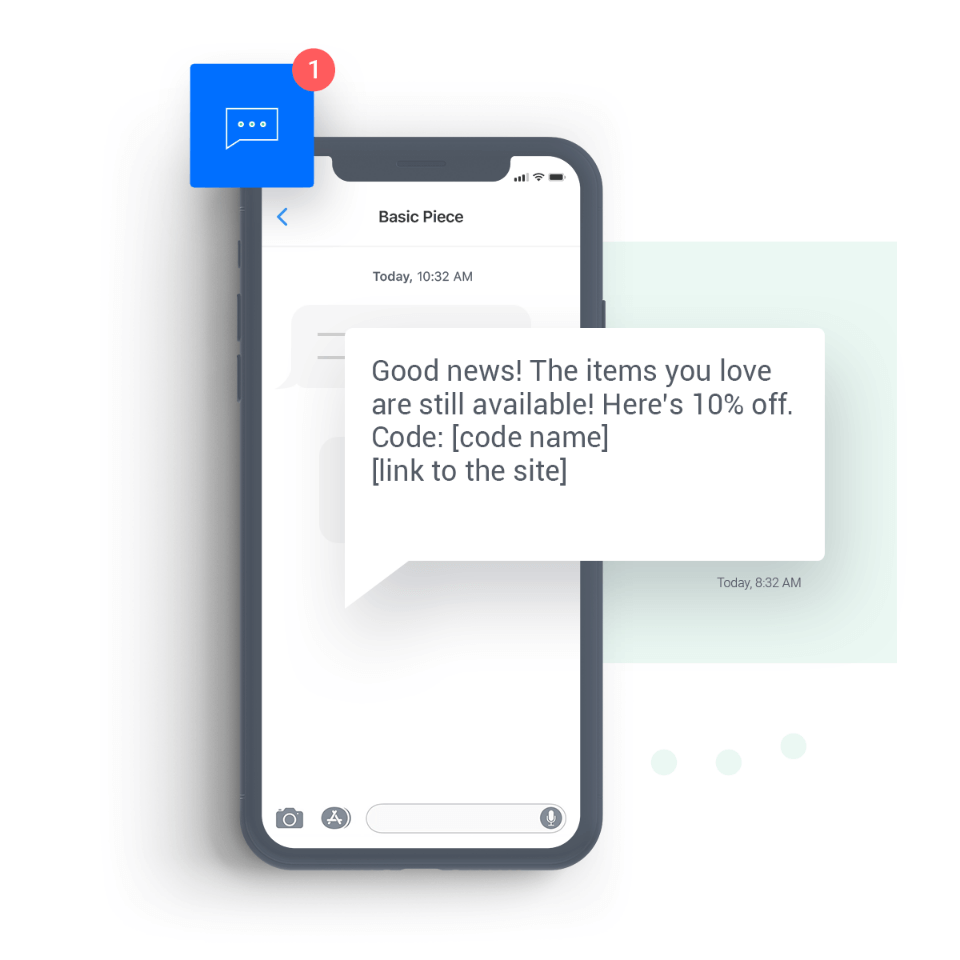 1
Basic Piece
Today, 10:32 AM
Good news! The items you love
are still available! Here's 10% off.
Code: [code name]
[link to the site]
Today, 8:32 AM